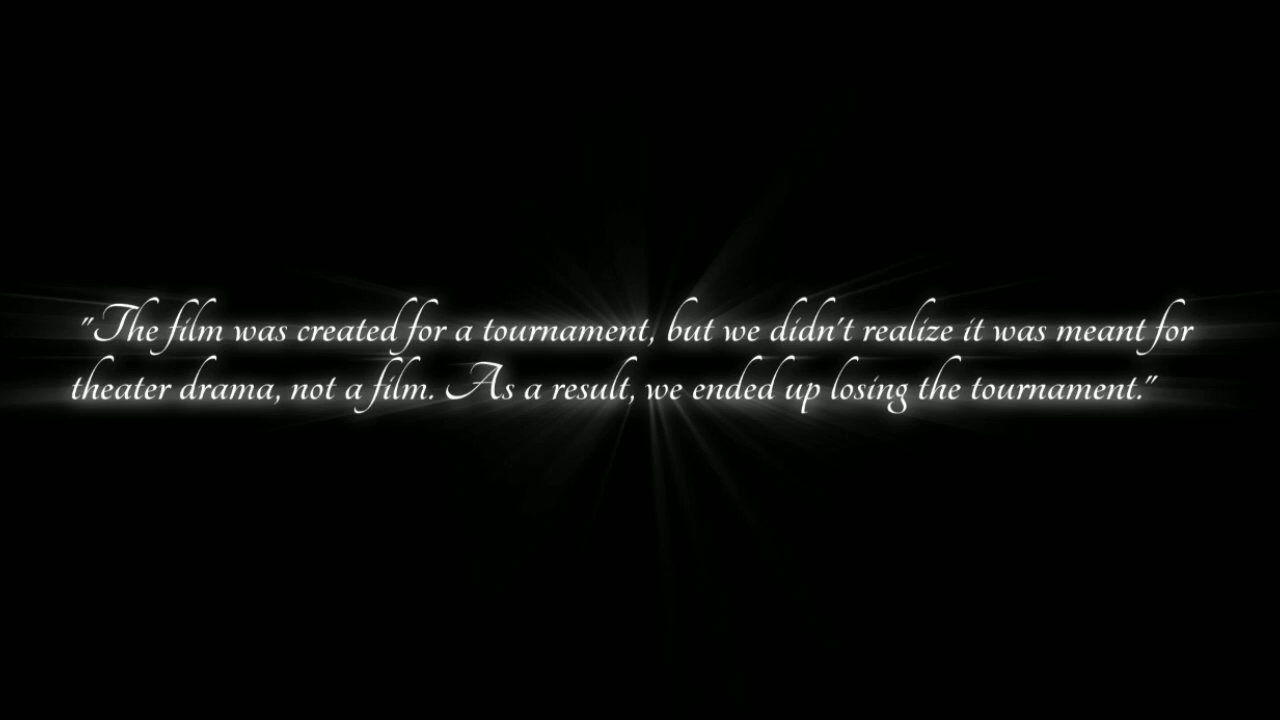 "The film was created for a tournament, but we didn't realize it was meant for
theater drama, not a film. As a result, we ended up losing the tournament."